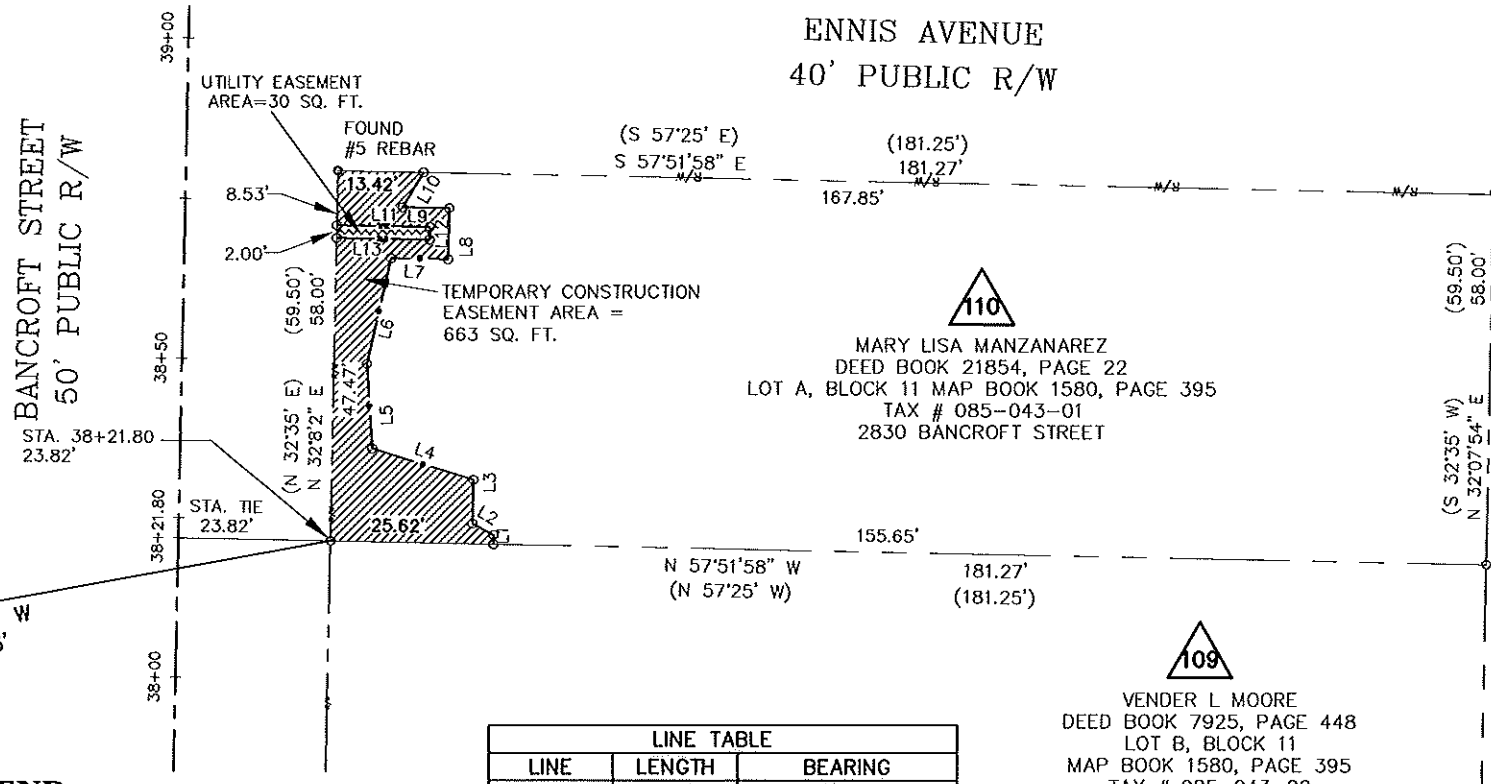 ENNIS AVENUE
40' PUBLIC R/W
39+00
UTILITY EASEMENT
AREA=30 SQ. FT.
FOUND
#5 REBAR
(S 57°25' E)
S 57°51'58" E
(181.25')
181.27'
R/W
R/W
R/W
R/W
167.85'
BANCROFT STREET
50' PUBLIC R/W
13.42'
L10
8.53'
L11
L9
L12
L8
2.00'
L13
L7
TEMPORARY CONSTRUCTION
EASEMENT AREA =
663 SQ. FT.
(59.50')
58.00'
L6
110
MARY LISA MANZANAREZ
DEED BOOK 21854, PAGE 22
LOT A, BLOCK 11 MAP BOOK 1580, PAGE 395
TAX # 085-043-01
2830 BANCROFT STREET
(59.50')
58.00'
38+50
47.47'
L5
(N 32°35' E)
N 32°8'2" E
STA. 38+21.80
23.82'
L4
L3
L2
L1
(S 32°35' W)
N 32°07'54" E
STA. TIE
23.82'
38+21.80
25.62'
155.65'
N 57°51'58" W
(N 57°25' W)
181.27'
(181.25')
W
38+00
109
VENDER L MOORE
DEED BOOK 7925, PAGE 448
LOT B, BLOCK 11
MAP BOOK 1580, PAGE 395
LINE TABLE
LINE LENGTH BEARING